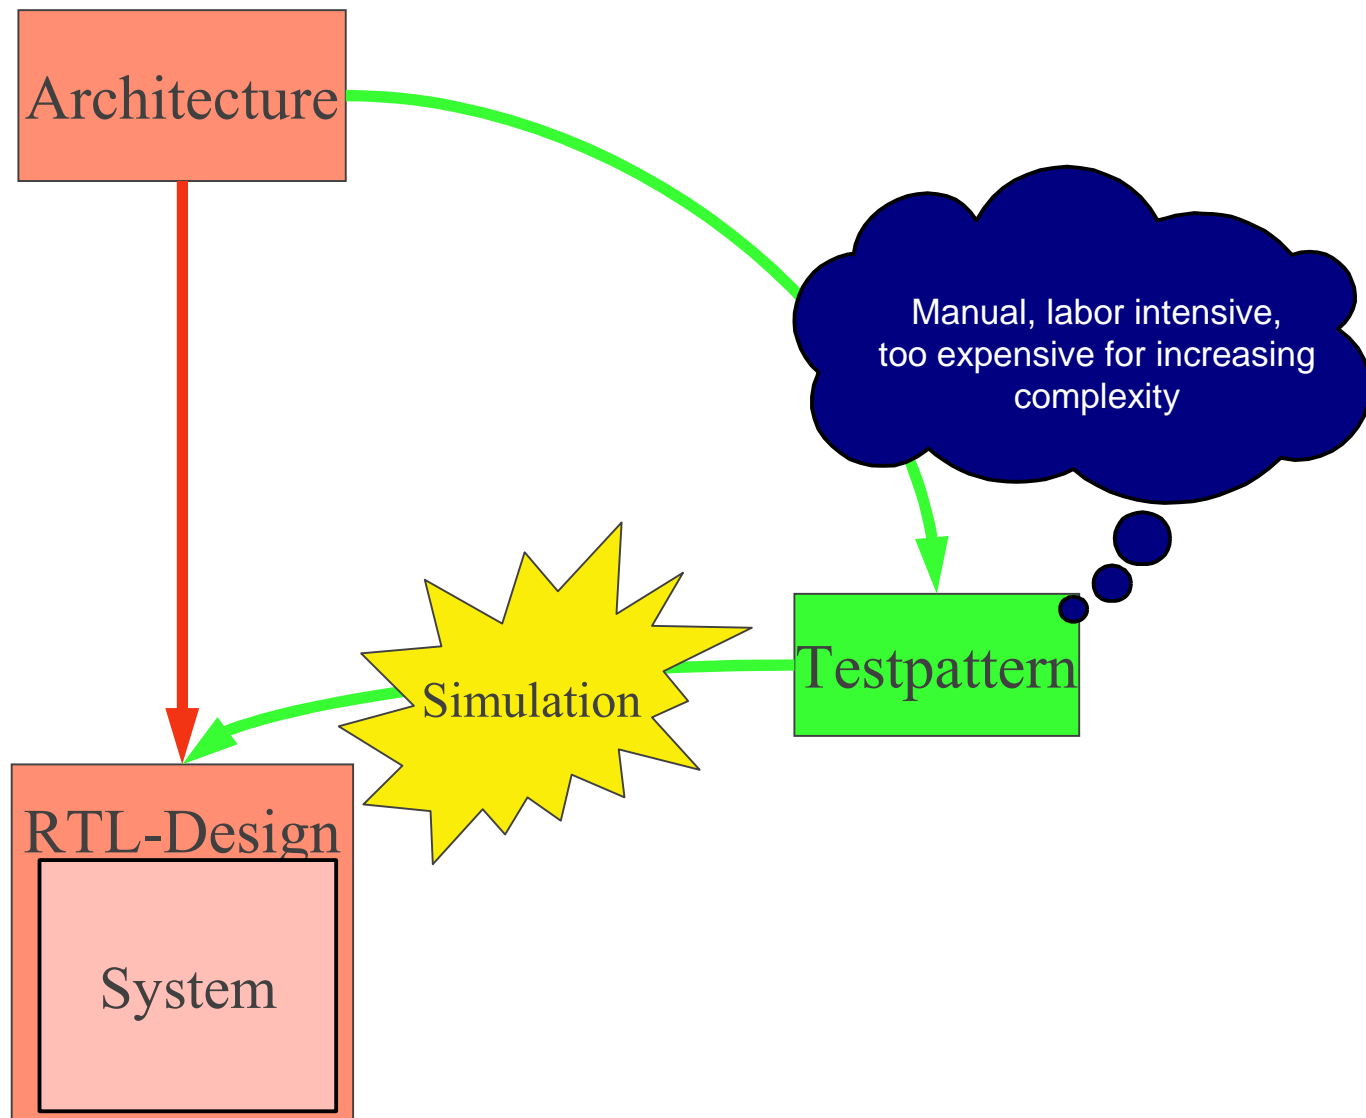 Architecture
Manual, labor intensive,
too expensive for increasing
complexity
Testpattern
Simulation
RTL-Design
System